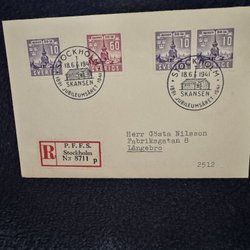 10 60 10 10
SVERIGE SVERIGE SVERIGE SVERIGE
STOCKHOLM
18.6 1941
SKANSEN
1891 JUBILEUMSÅRET 1941
STOCKHOLM
18.6 1941
SKANSEN
1891 JUBILEUMSÅRET 1941
R
P.F.F.S.
Stockholm
Nr 8711 p
Herr Gösta Nilsson
Fabriksgatan 8
Långebro
2512